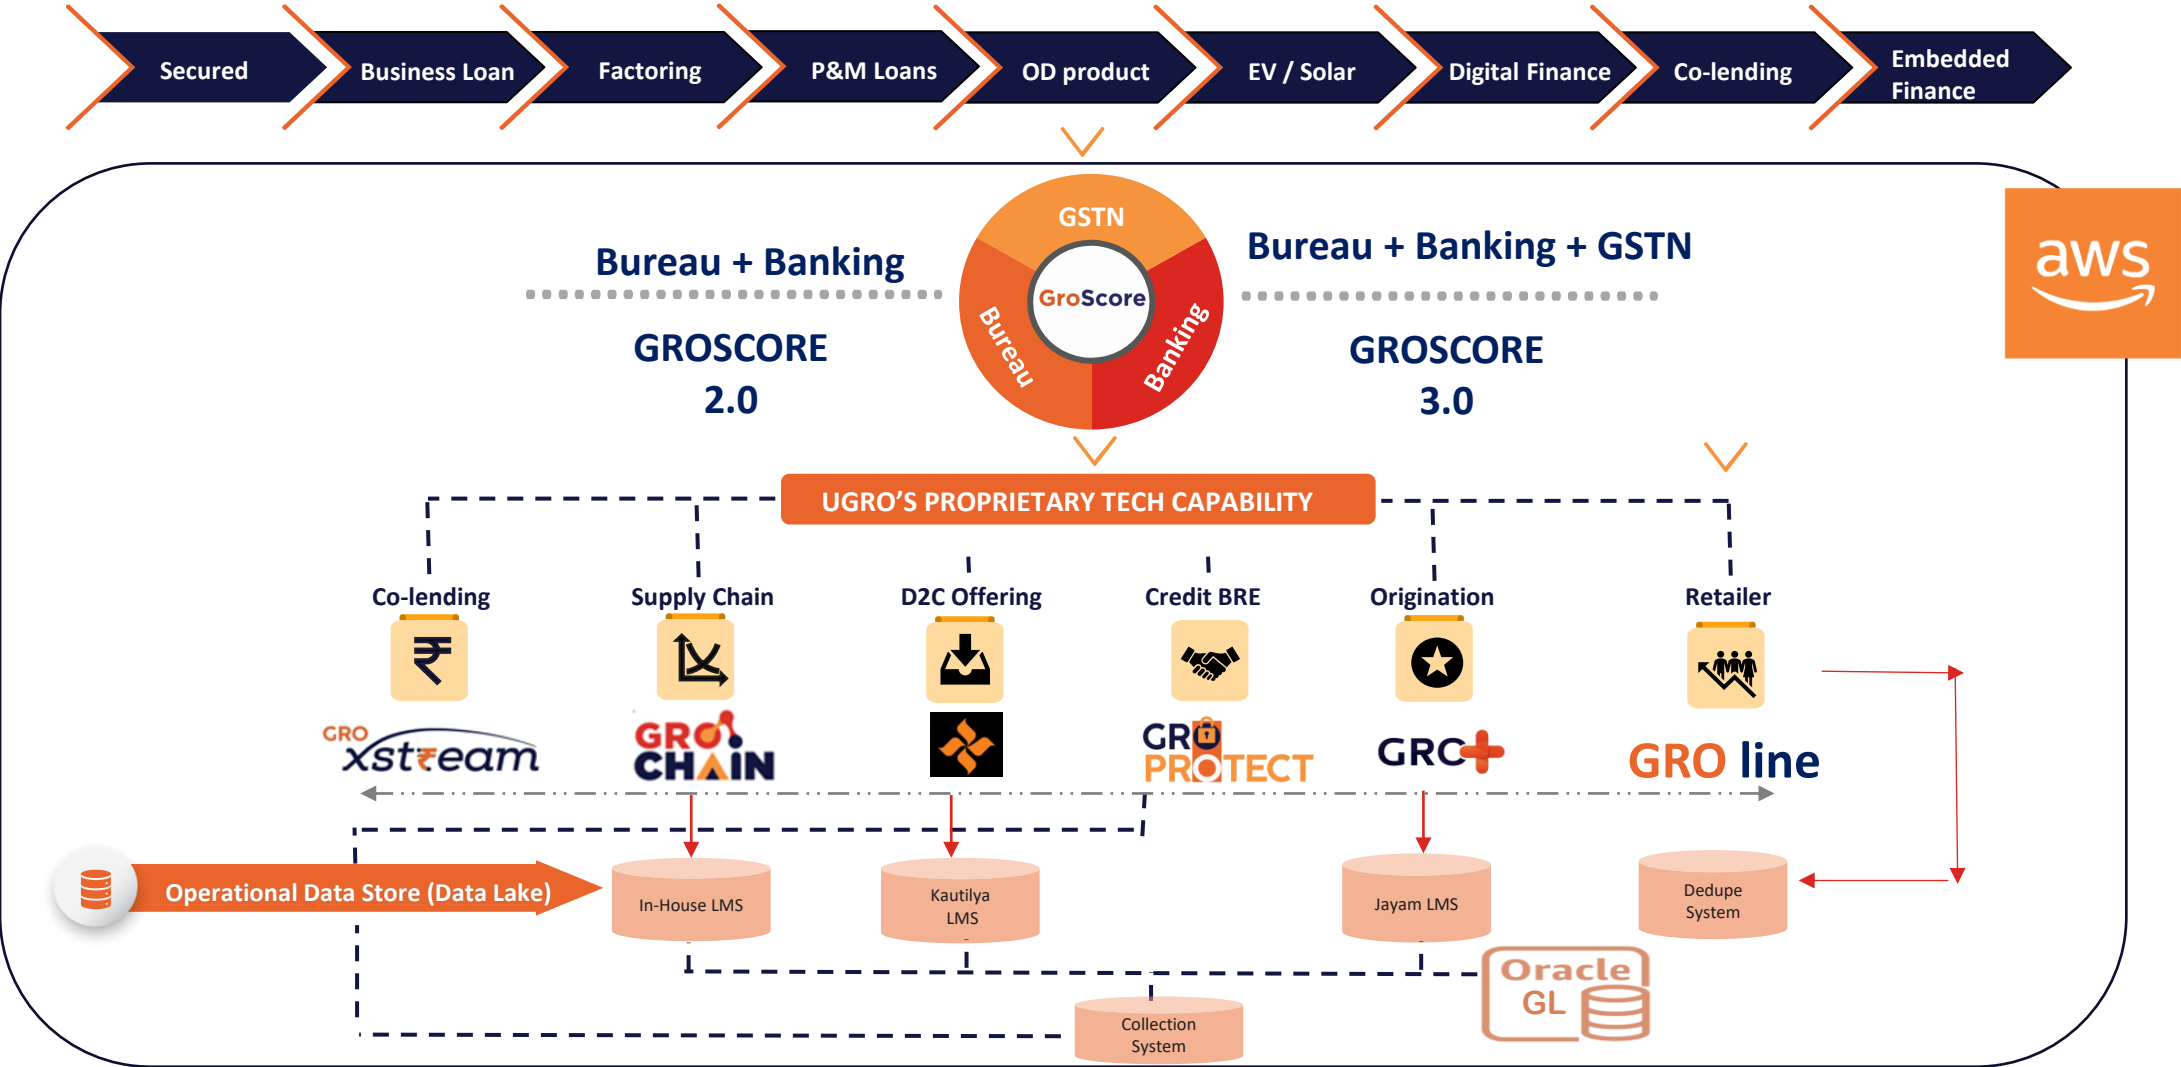 Secured
Business Loan
Factoring
P&M Loans
OD product
EV / Solar
Digital Finance
Co-lending
Embedded
Finance
aws
Bureau + Banking
GROSCORE
2.0
GSTN
Bureau
Banking
GroScore
Bureau + Banking + GSTN
GROSCORE
3.0
UGRO'S PROPRIETARY TECH CAPABILITY
Co-lending
Supply Chain
D2C Offering
Credit BRE
Origination
Retailer
GRO
xst₹eam
GRO
CHAIN
GRO
PROTECT
GRO+
GRO line
Operational Data Store (Data Lake)
In-House LMS
Kautilya
LMS
Jayam LMS
Dedupe
System
Oracle
GL
Collection
System